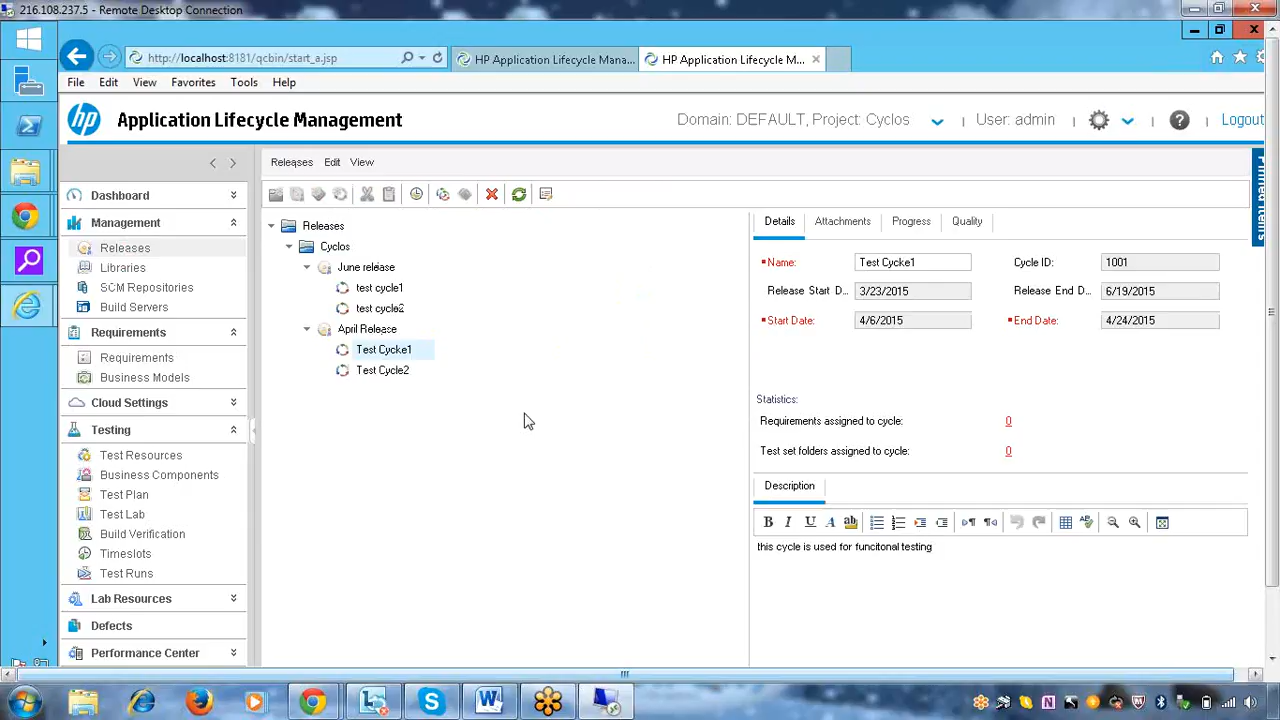 216.108.237.5 - Remote Desktop Connection
http://localhost:8181/qcbin/start_a.jsp
HP Application Lifecycle Mana...
HP Application Lifecycle M...
File Edit View Favorites Tools Help
hp Application Lifecycle Management
Domain: DEFAULT, Project: Cyclos
User: admin
Logout
Pinned Items
Releases Edit View
Dashboard
Management
Releases
Libraries
SCM Repositories
Build Servers
Requirements
Requirements
Business Models
Cloud Settings
Testing
Test Resources
Business Components
Test Plan
Test Lab
Build Verification
Timeslots
Test Runs
Lab Resources
Defects
Performance Center
Releases
Cyclos
June release
test cycle1
test cycle2
April Release
Test Cycke1
Test Cycle2
Details Attachments Progress Quality
*Name: Test Cycke1 Cycle ID: 1001
Release Start D... 3/23/2015 Release End D... 6/19/2015
*Start Date: 4/6/2015 *End Date: 4/24/2015
Statistics:
Requirements assigned to cycle: 0
Test set folders assigned to cycle: 0
Description
B I U A ab
this cycle is used for funcitonal testing